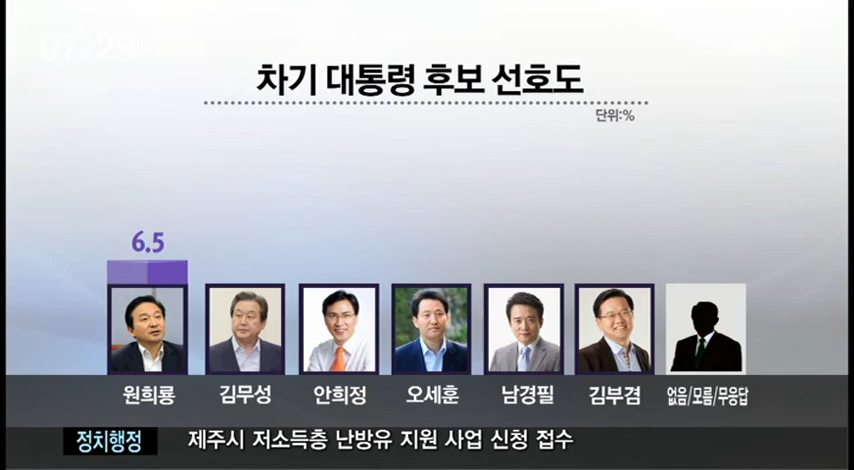 07:29
차기 대통령 후보 선호도
단위:%
6.5
원희룡 김무성 안희정 오세훈 남경필 김부겸 없음/모름/무응답
정치행정 제주시 저소득층 난방유 지원 사업 신청 접수